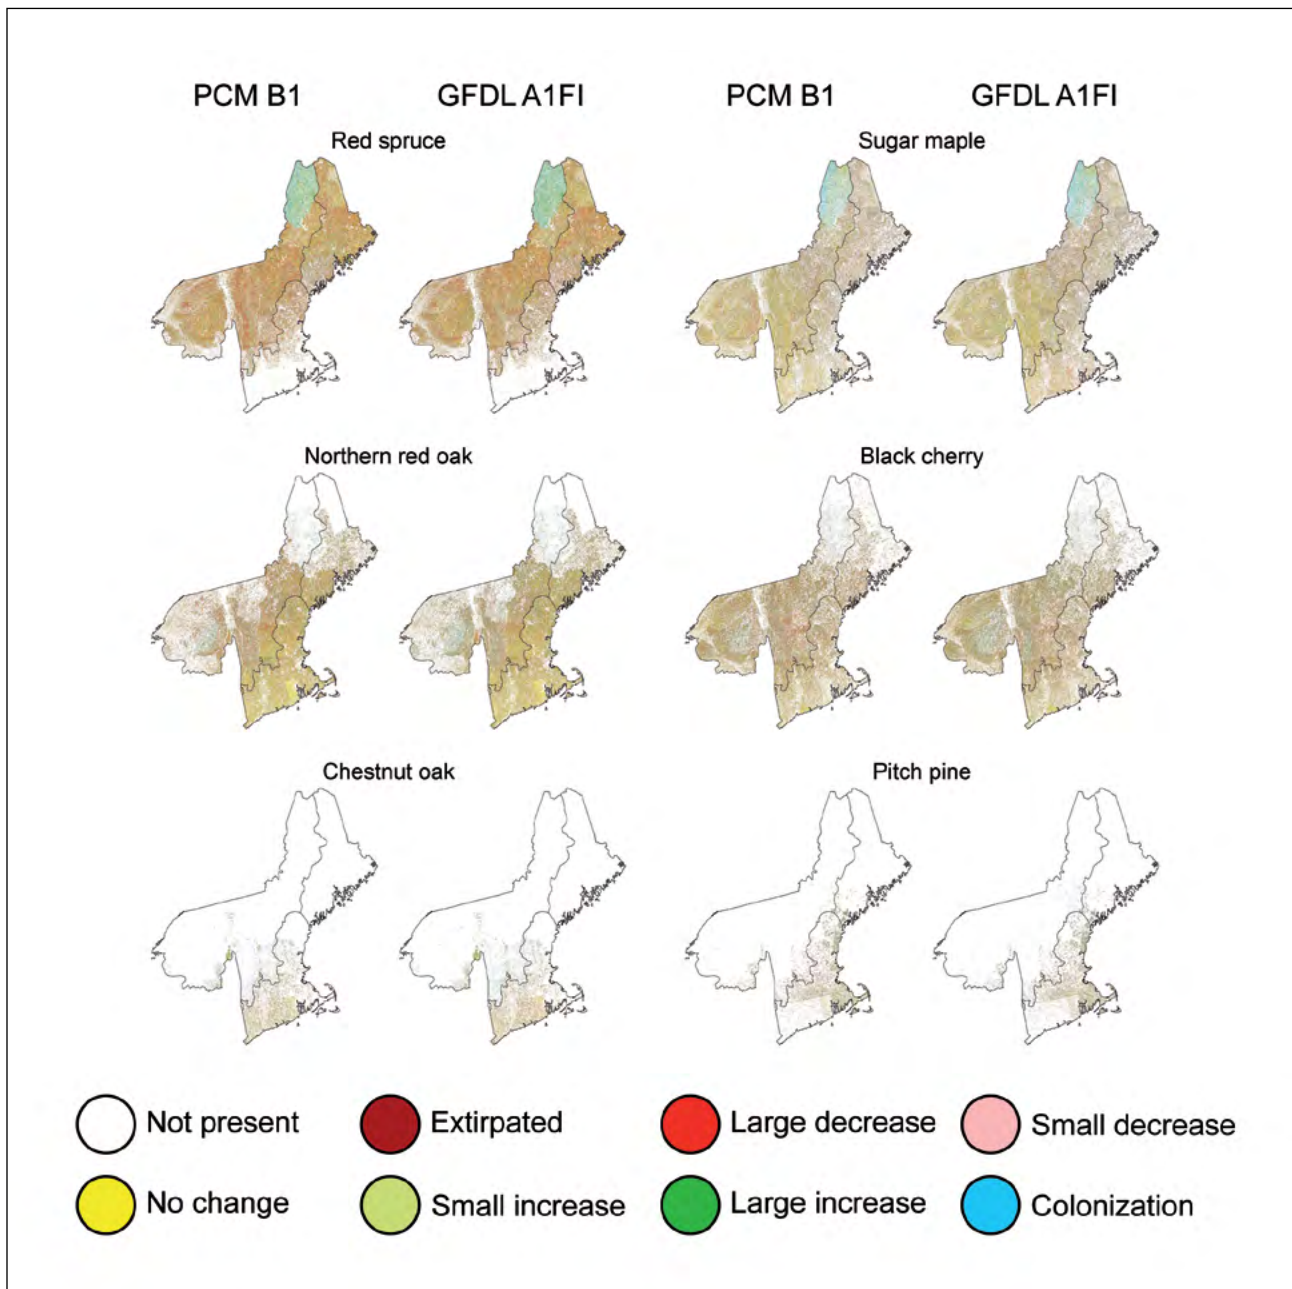 PCM B1 GFDL A1FI PCM B1 GFDL A1FI
Red spruce Sugar maple
Northern red oak Black cherry
Chestnut oak Pitch pine
Not present Extirpated Large decrease Small decrease
No change Small increase Large increase Colonization